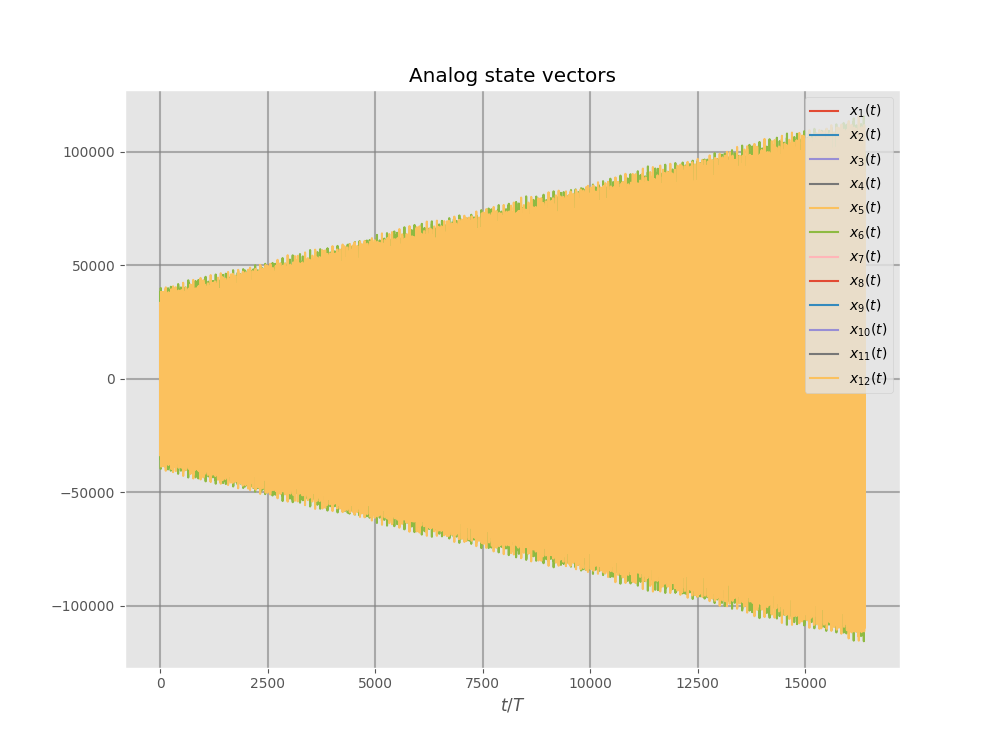 Analog state vectors
100000
50000
0
−50000
−100000
0 2500 5000 7500 10000 12500 15000
t/T
x₁(t)
x₂(t)
x₃(t)
x₄(t)
x₅(t)
x₆(t)
x₇(t)
x₈(t)
x₉(t)
x₁₀(t)
x₁₁(t)
x₁₂(t)